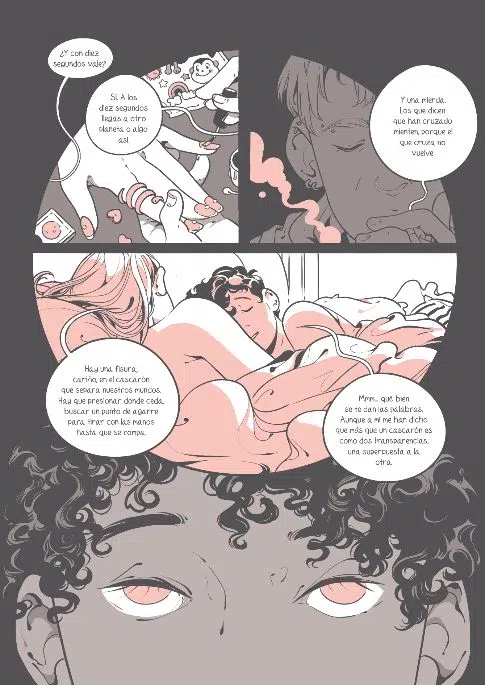 ¿Y con diez
segundos vale?
Sí. A los
diez segundos
llegas a otro
planeta o algo
así.
Y una mierda.
Los que dicen
que han cruzado
mienten, porque el
que cruza, no
vuelve.
Hay una fisura,
cariño, en el cascarón
que separa nuestros mundos.
Hay que presionar donde ceda,
buscar un punto de agarre
para tirar con las manos
hasta que se rompa.
Mmm... qué bien
se te dan las palabras.
Aunque a mí me han dicho
que más que un cascarón es
como dos transparencias,
una superpuesta a la
otra.